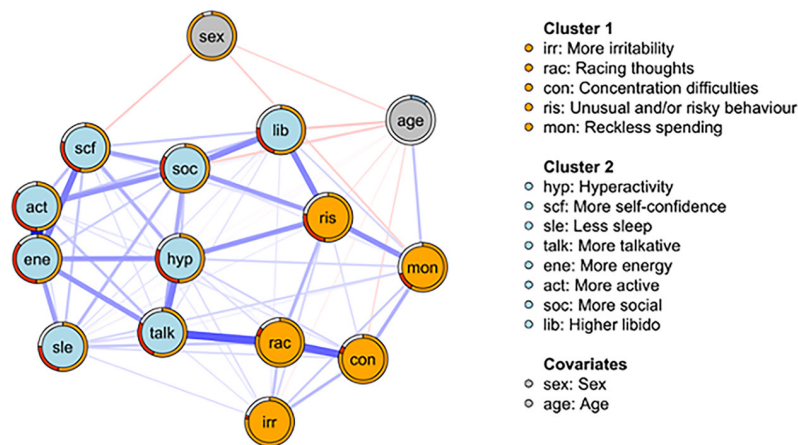 sex
age
lib
scf
soc
act
ris
ene
hyp
mon
talk
sle
rac
con
irr
Cluster 1
irr: More irritability
rac: Racing thoughts
con: Concentration difficulties
ris: Unusual and/or risky behaviour
mon: Reckless spending
Cluster 2
hyp: Hyperactivity
scf: More self-confidence
sle: Less sleep
talk: More talkative
ene: More energy
act: More active
soc: More social
lib: Higher libido
Covariates
sex: Sex
age: Age